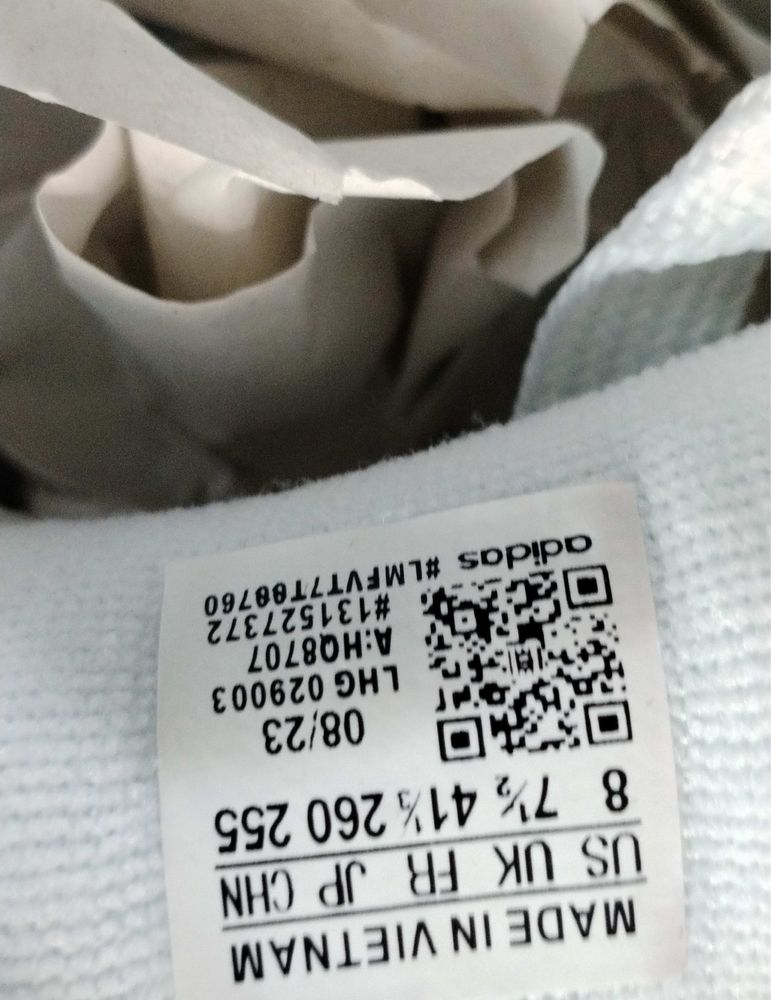 MADE IN VIETNAM
US UK FR JP CHN
8 7½ 41⅓ 260 255
08/23
LHG 029003
A:HQ8707
#131527372
#LMFVT7T88760
adidas